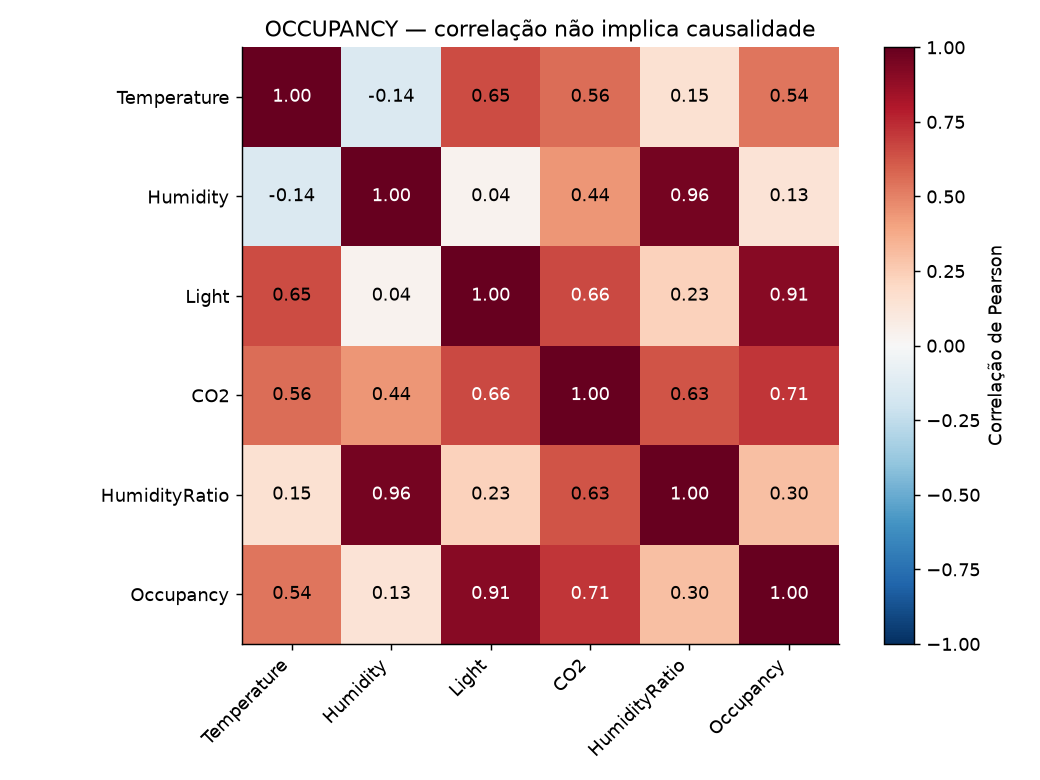 OCCUPANCY — correlação não implica causalidade
Temperature 1.00 -0.14 0.65 0.56 0.15 0.54
Humidity -0.14 1.00 0.04 0.44 0.96 0.13
Light 0.65 0.04 1.00 0.66 0.23 0.91
CO2 0.56 0.44 0.66 1.00 0.63 0.71
HumidityRatio 0.15 0.96 0.23 0.63 1.00 0.30
Occupancy 0.54 0.13 0.91 0.71 0.30 1.00
Temperature
Humidity
Light
CO2
HumidityRatio
Occupancy
1.00
0.75
0.50
0.25
0.00
−0.25
−0.50
−0.75
−1.00
Correlação de Pearson